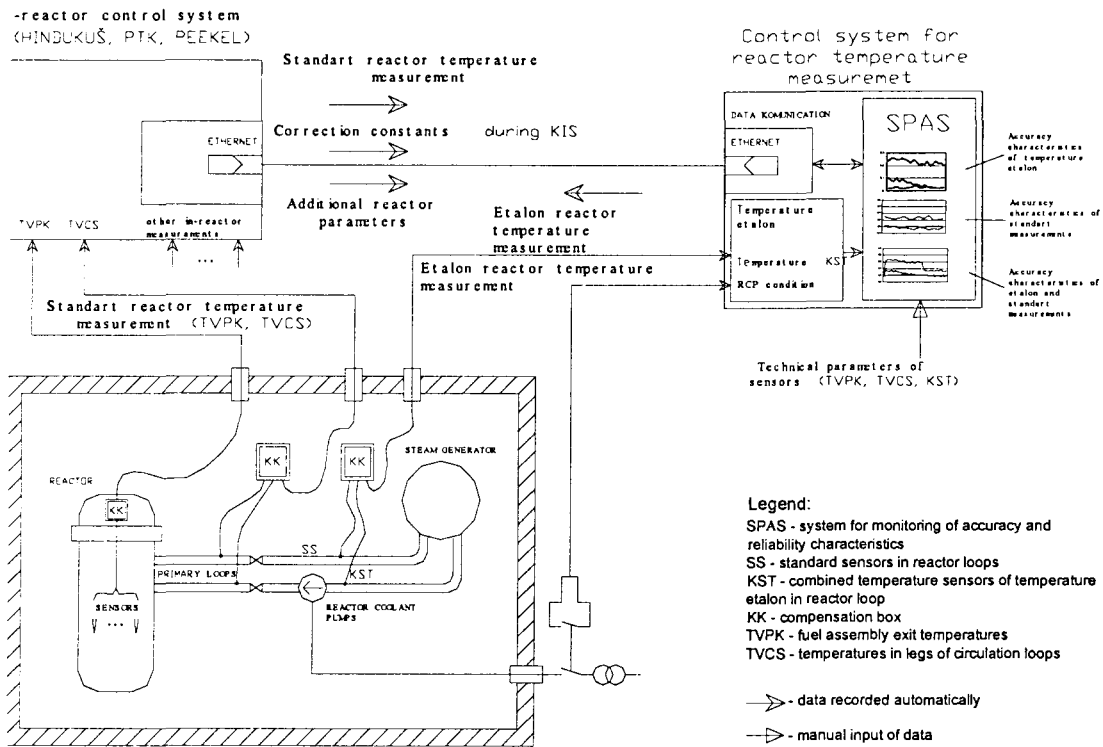 -reactor control system
(HINDUKUŠ, PTK, PEEKEL)
Standart reactor temperature
measurement
Control system for
reactor temperature
measuremet
DATA KOMUNICATION
SPAS
ETHERNET
Correction constants during KIS
ETHERNET
Accuracy
characteristics
of temperature
etalon
Additional reactor
parameters
Etalon reactor
temperature
measurement
Temperature
etalon
Accuracy
characteristics of
standart
measurements
TVPK TVCS other in-reactor
measurements
...
Etalon reactor temperature
measurement
Temperature KST
RCP condition
Accuracy
characteristics of
etalon and
standart
measurements
Standart reactor temperature
measurement (TVPK, TVCS)
Technical parameters of
sensors (TVPK, TVCS, KST)
KK
KK
STEAM GENERATOR
REACTOR
KK
SS
PRIMARY LOOPS
KST
SENSORS
...
REACTOR COOLANT
PUMPS
Legend:
SPAS - system for monitoring of accuracy and
reliability characteristics
SS - standard sensors in reactor loops
KST - combined temperature sensors of temperature
etalon in reactor loop
KK - compensation box
TVPK - fuel assembly exit temperatures
TVCS - temperatures in legs of circulation loops
- data recorded automatically
- manual input of data